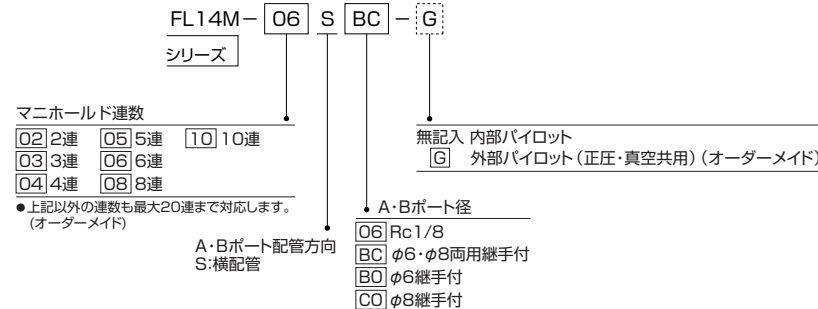 FL14M－ 06 S BC － G
シリーズ
マニホールド連数
02 2連 05 5連 10 10連
03 3連 06 6連
04 4連 08 8連
●上記以外の連数も最大20連まで対応します。
(オーダーメイド)
A・Bポート配管方向
S:横配管
A・Bポート径
06 Rc1/8
BC φ6・φ8両用継手付
B0 φ6継手付
C0 φ8継手付
無記入 内部パイロット
G 外部パイロット（正圧・真空共用）（オーダーメイド）